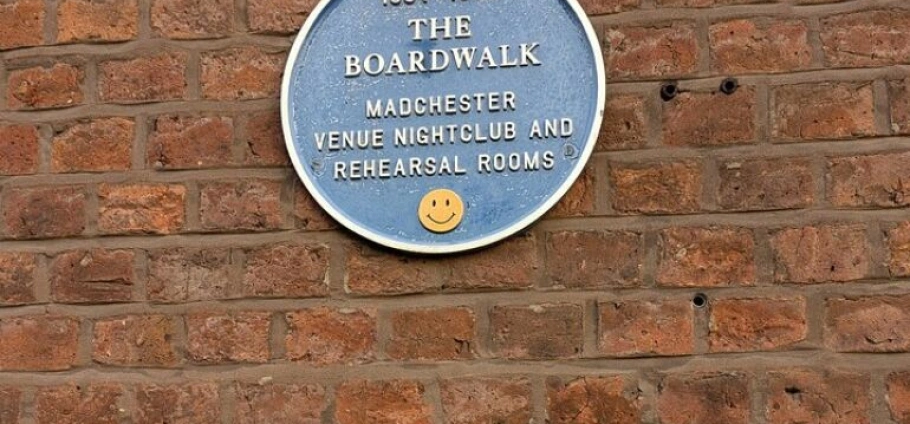 THE
BOARDWALK
MADCHESTER
VENUE NIGHTCLUB AND
REHEARSAL ROOMS